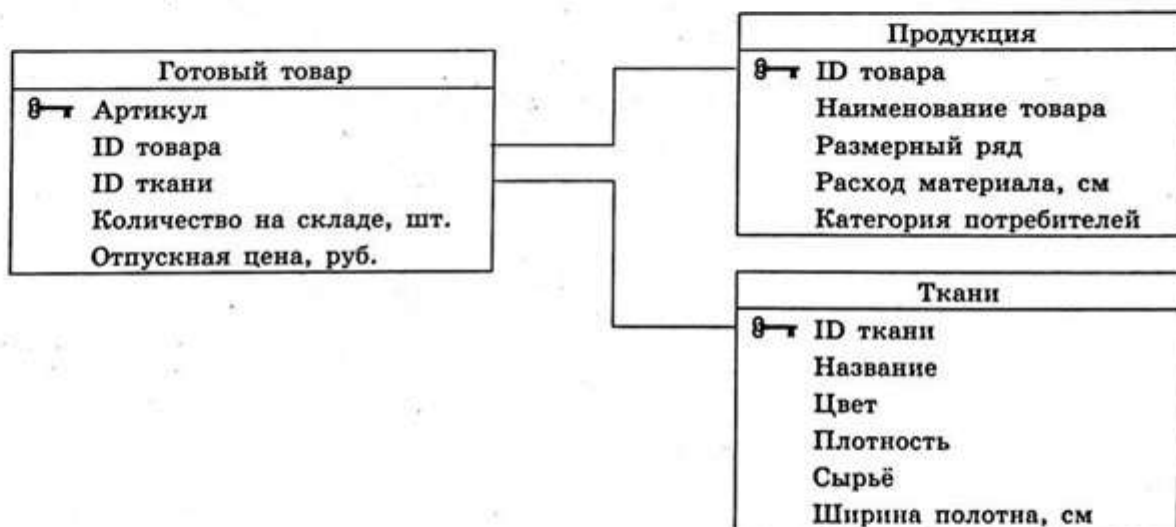 Готовый товар
Артикул
ID товара
ID ткани
Количество на складе, шт.
Отпускная цена, руб.
Продукция
ID товара
Наименование товара
Размерный ряд
Расход материала, см
Категория потребителей
Ткани
ID ткани
Название
Цвет
Плотность
Сырьё
Ширина полотна, см